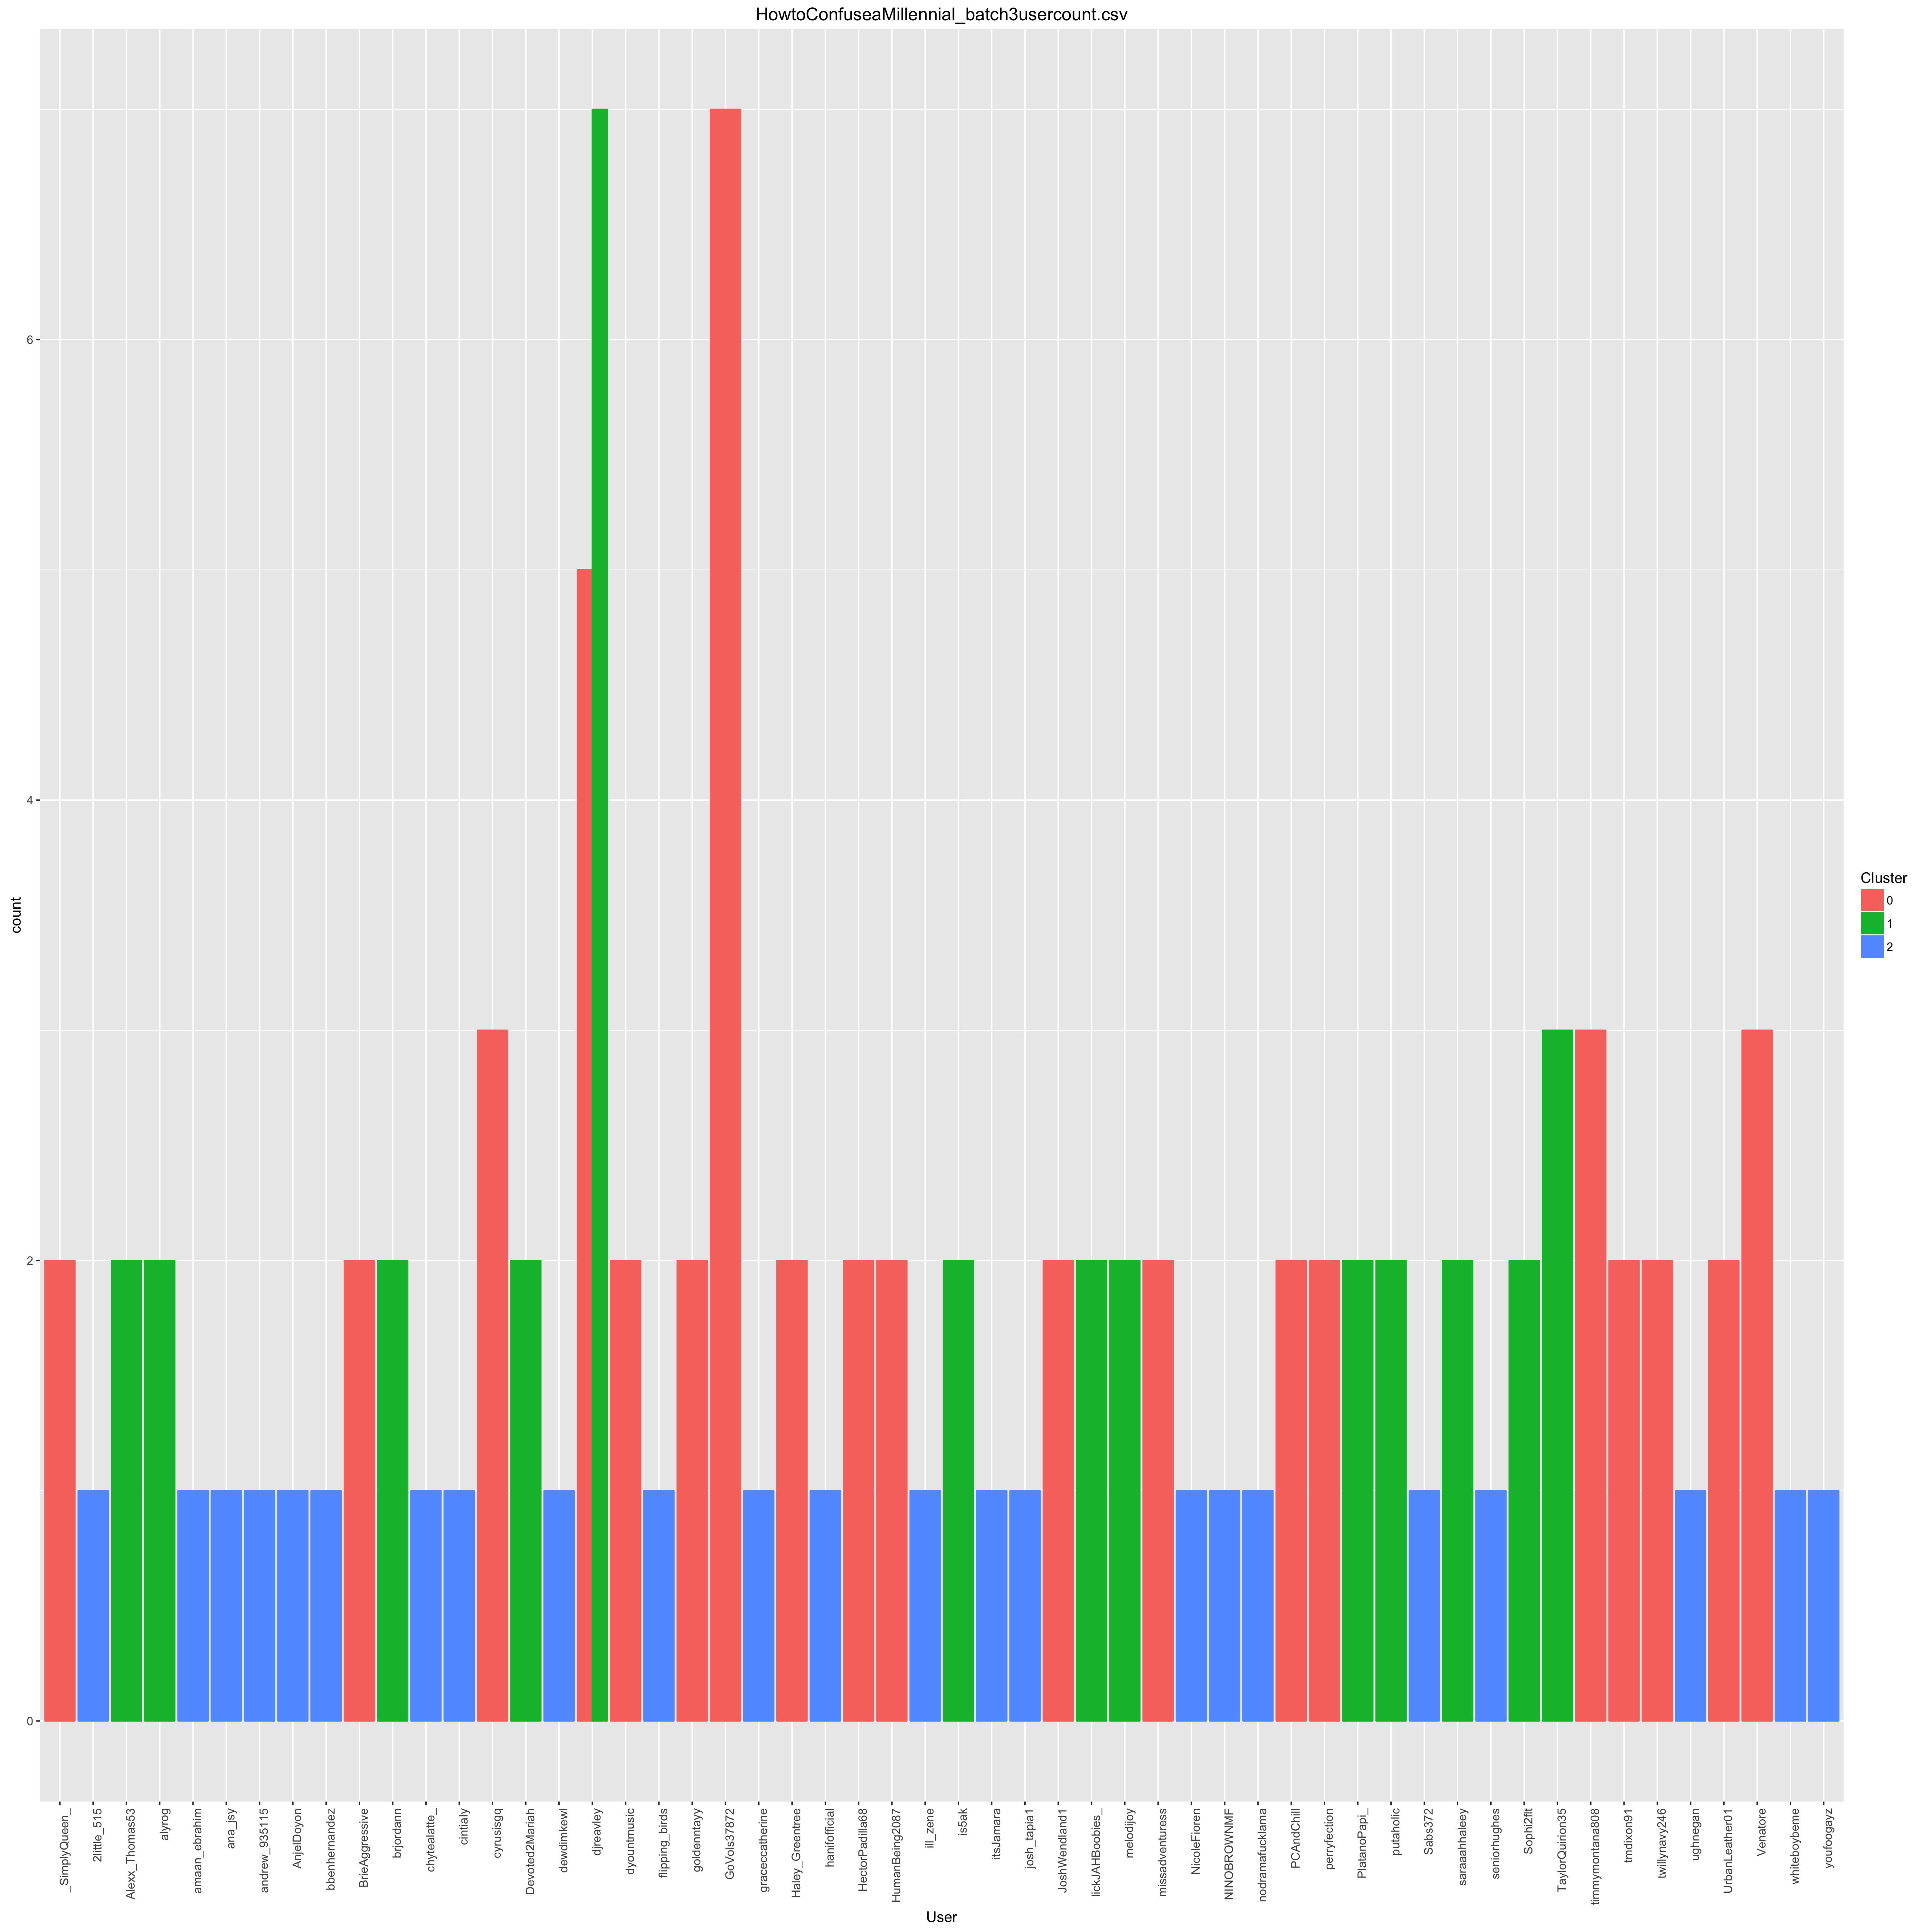 HowtoConfuseaMillennial_batch3usercount.csv
6
4
2
0
count
Cluster
0
1
2
_SimplyQueen_
2little_515
Alexx_Thomas53
alyrog
amaan_ebrahim
ana_jsy
andrew_935115
AnjelDoyon
bbenhernandez
BrieAggressive
brjordann
chytealatte_
cintialy
cyrusisgq
Devoted2Mariah
dewdimkewl
djreavley
dyountmusic
flipping_birds
goldenntayy
GoVols37872
graceccatherine
Haley_Greentree
hanifofficial
HectorPadilla68
HumanBeing2087
ill_zene
is5ak
itsJamara
josh_tapia1
JoshWendland1
lickJAHBoobies_
melodijoy
missadventuress
NicoleFioren
NINOBROWNMF
nodramafucklama
PCAndChill
perryfection
PlatanoPapi_
putaholic
Sabs372
saraaahhaley
seniorhughes
Sophi2flt
TaylorQuirion35
timmymontana808
tmdixon91
twillynavy246
ughnegan
UrbanLeather01
Venatore
whiteboybeme
youfoogayz
User